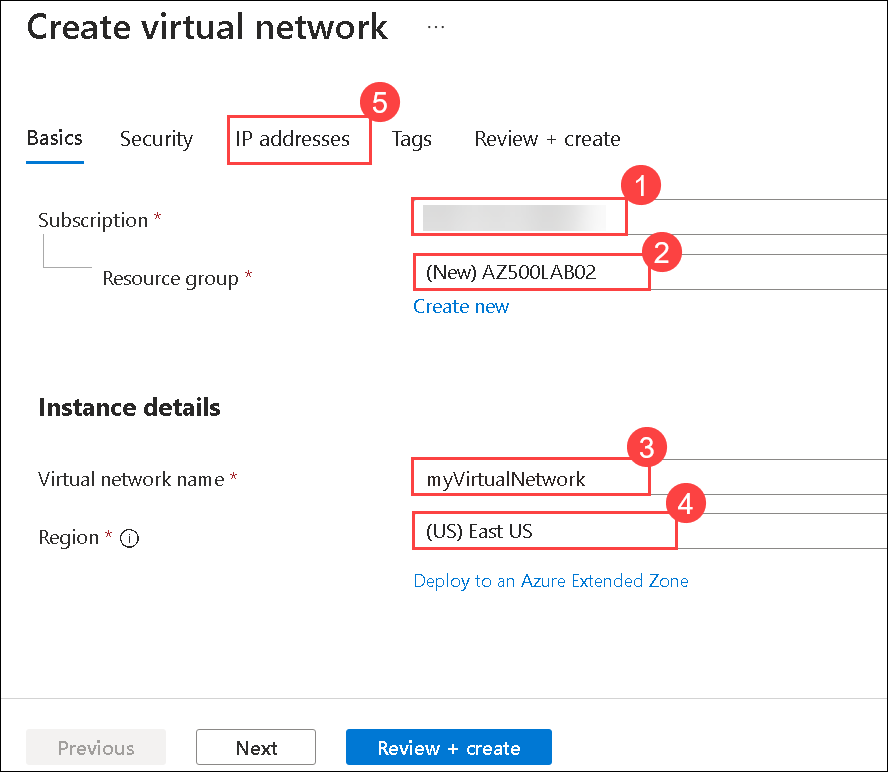 Create virtual network ...
5
Basics Security IP addresses Tags Review + create
1
Subscription *
2
Resource group * (New) AZ500LAB02
Create new
Instance details
3
Virtual network name * myVirtualNetwork
4
Region * (US) East US
Deploy to an Azure Extended Zone
Previous Next Review + create